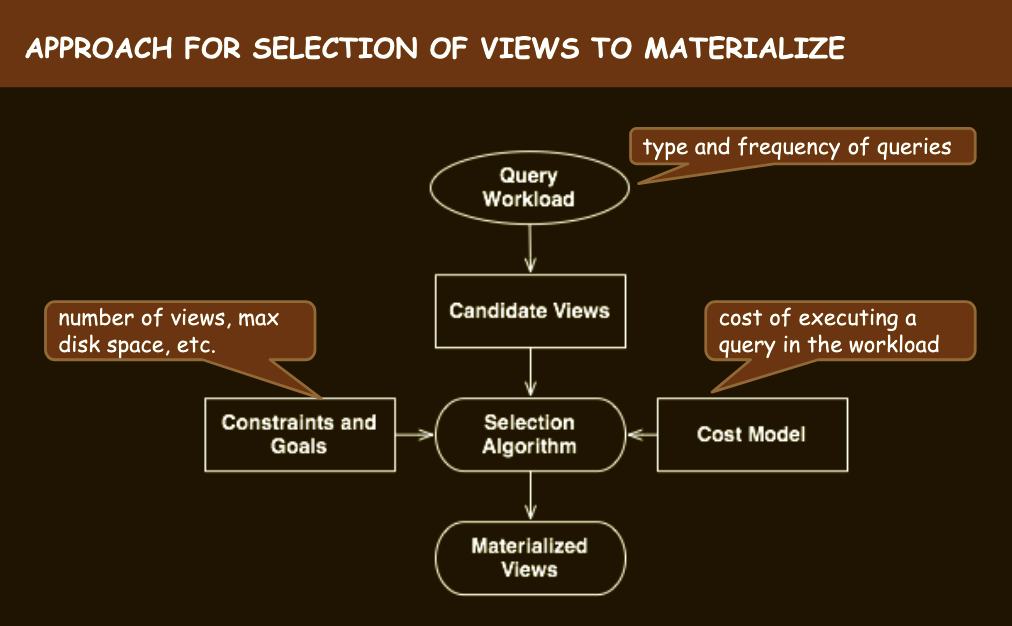 APPROACH FOR SELECTION OF VIEWS TO MATERIALIZE
type and frequency of queries
Query
Workload
Candidate Views
number of views, max
disk space, etc.
cost of executing a
query in the workload
Constraints and
Goals
Selection
Algorithm
Cost Model
Materialized
Views